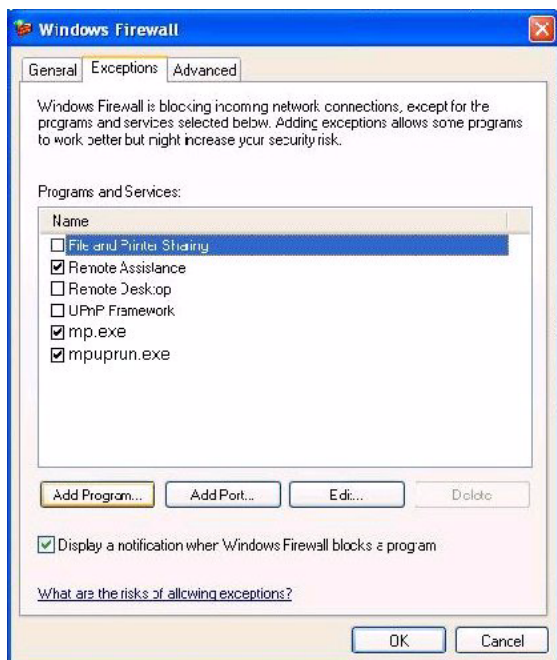 Windows Firewall
General Exceptions Advanced
Windows Firewall is blocking incoming network connections, except for the
programs and services selected below. Adding exceptions allows some programs
to work better but might increase your security risk.
Programs and Services:
Name
File and Printer Sharing
Remote Assistance
Remote Desktop
UPnP Framework
mp.exe
mpuprun.exe
Add Program... Add Port... Edit... Delete
Display a notification when Windows Firewall blocks a program
What are the risks of allowing exceptions?
OK Cancel